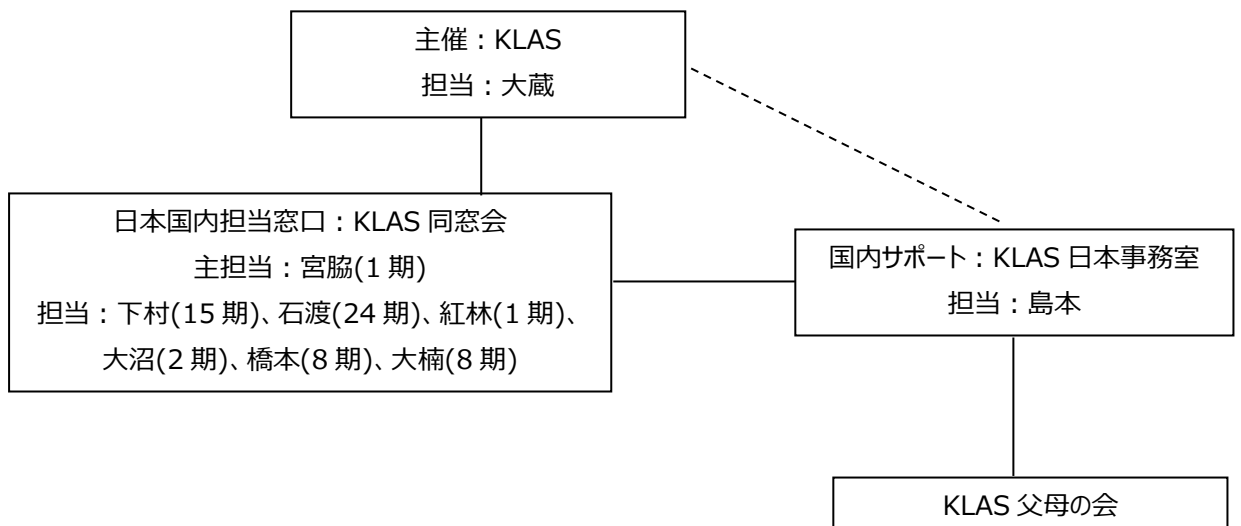 主催：KLAS
担当：大蔵
日本国内担当窓口：KLAS 同窓会
主担当：宮脇(1 期)
担当：下村(15 期)、石渡(24 期)、紅林(1 期)、
大沼(2 期)、橋本(8 期)、大楠(8 期)
国内サポート：KLAS 日本事務室
担当：島本
KLAS 父母の会